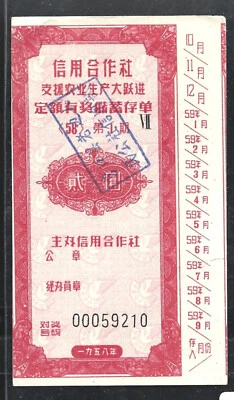 信用合作社
支援农业生产大跃进
定额有奖储蓄存单
58
VII
贰圆
主办信用合作社
公章
经办员章
对奖号码 00059210
一九五八年
10月
11月
12月
59年1月
59年2月
59年3月
59年4月
59年5月
59年6月
59年7月
59年8月
59年9月
存入月份